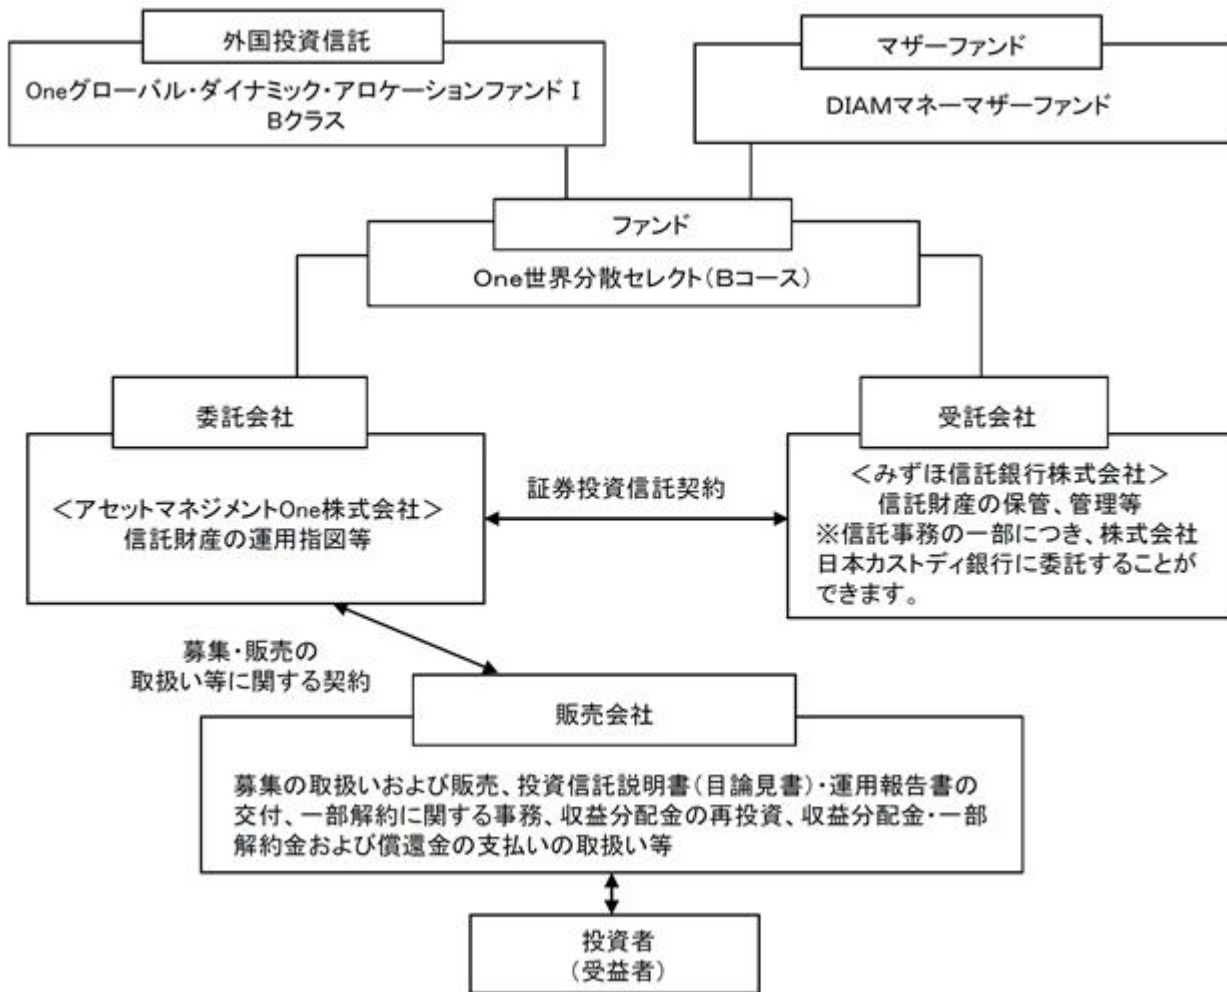 外国投資信託
Oneグローバル・ダイナミック・アロケーションファンドⅠ
Bクラス
マザーファンド
DIAMマネーマザーファンド
ファンド
One世界分散セレクト(Bコース)
委託会社
<アセットマネジメントOne株式会社>
信託財産の運用指図等
証券投資信託契約
受託会社
<みずほ信託銀行株式会社>
信託財産の保管、管理等
※信託事務の一部につき、株式会社
日本カストディ銀行に委託することが
できます。
募集・販売の
取扱い等に関する契約
販売会社
募集の取扱いおよび販売、投資信託説明書(目論見書)・運用報告書の
交付、一部解約に関する事務、収益分配金の再投資、収益分配金・一部
解約金および償還金の支払いの取扱い等
投資者
(受益者)